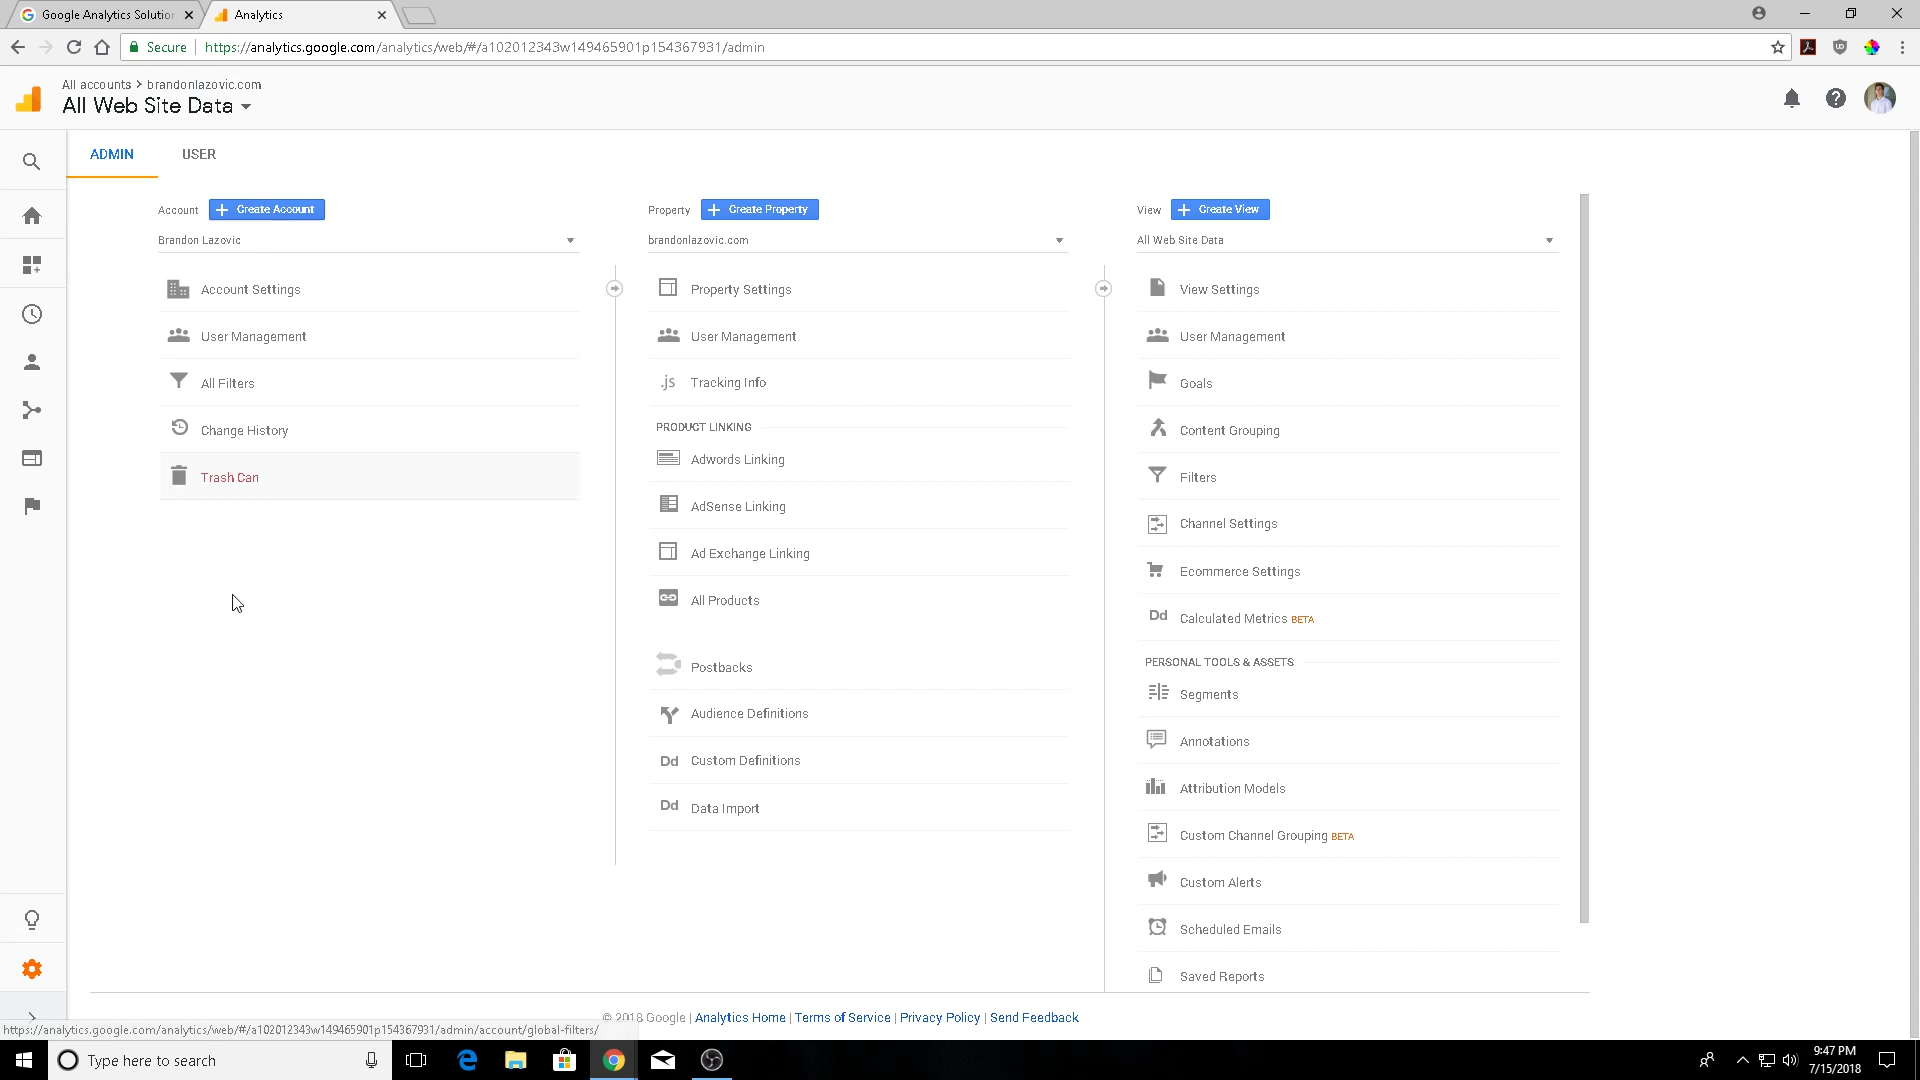 Google Analytics Solution
Analytics
Secure
https://analytics.google.com/analytics/web/#/a102012343w149465901p154367931/admin
All accounts > brandonlazovic.com
All Web Site Data
ADMIN
USER
Account
+ Create Account
Brandon Lazovic
Account Settings
User Management
All Filters
Change History
Trash Can
Property
+ Create Property
brandonlazovic.com
Property Settings
User Management
.js Tracking Info
PRODUCT LINKING
Adwords Linking
AdSense Linking
Ad Exchange Linking
All Products
Postbacks
Audience Definitions
Dd Custom Definitions
Dd Data Import
View
+ Create View
All Web Site Data
View Settings
User Management
Goals
Content Grouping
Filters
Channel Settings
Ecommerce Settings
Dd Calculated Metrics BETA
PERSONAL TOOLS & ASSETS
Segments
Annotations
Attribution Models
Custom Channel Grouping BETA
Custom Alerts
Scheduled Emails
Saved Reports
© 2018 Google | Analytics Home | Terms of Service | Privacy Policy | Send Feedback
https://analytics.google.com/analytics/web/#/a102012343w149465901p154367931/admin/account/global-filters/
Type here to search
9:47 PM
7/15/2018